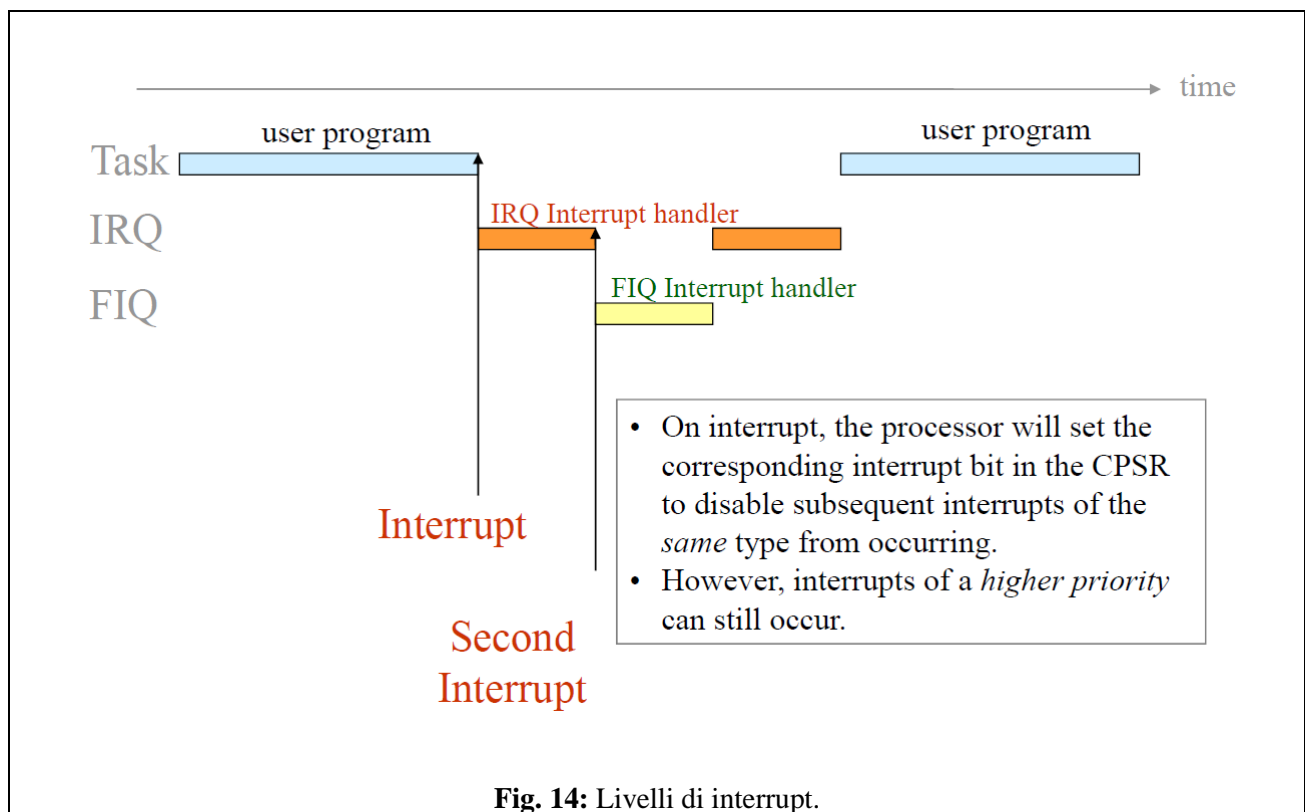 time
user program
user program
Task
IRQ Interrupt handler
IRQ
FIQ Interrupt handler
FIQ
• On interrupt, the processor will set the
corresponding interrupt bit in the CPSR
to disable subsequent interrupts of the
same type from occurring.
• However, interrupts of a higher priority
can still occur.
Interrupt
Second
Interrupt
Fig. 14: Livelli di interrupt.